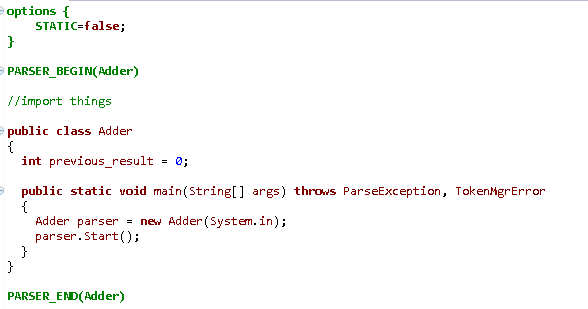 options {
    STATIC=false;
}
PARSER_BEGIN(Adder)
//import things
public class Adder
{
  int previous_result = 0;
  public static void main(String[] args) throws ParseException, TokenMgrError
  {
    Adder parser = new Adder(System.in);
    parser.Start();
  }
}
PARSER_END(Adder)